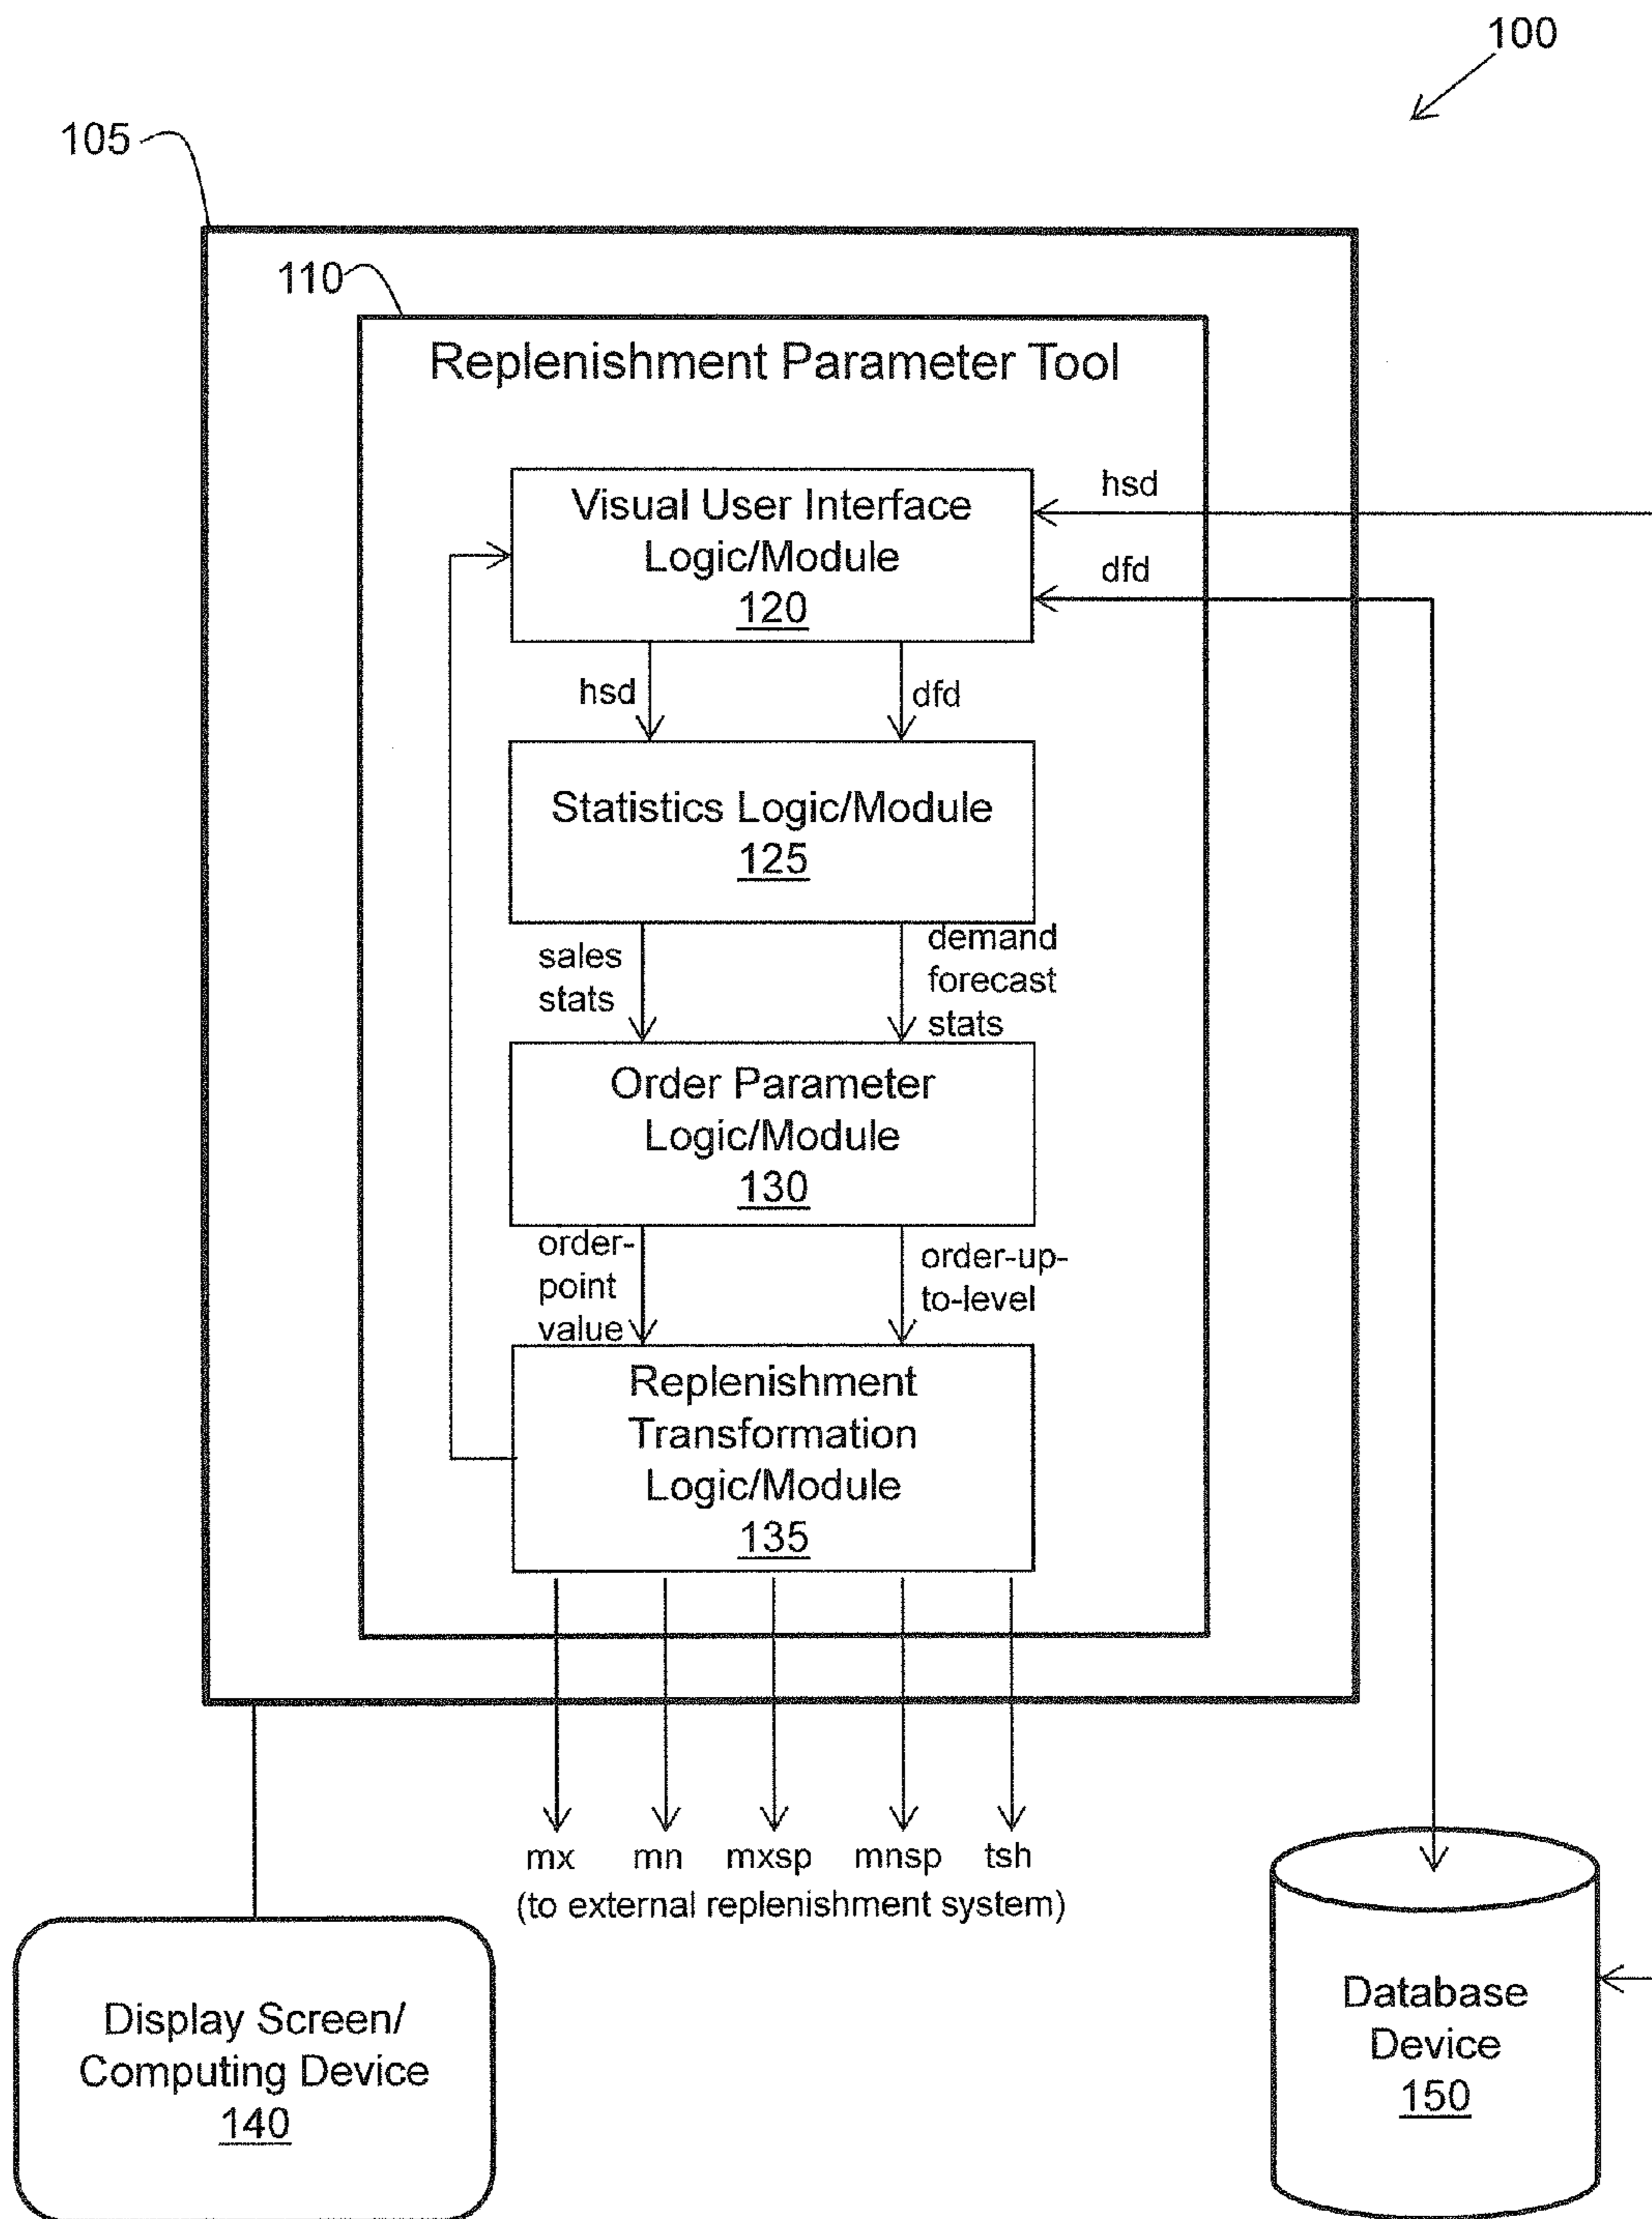 100
105
110
Replenishment Parameter Tool
Visual User Interface
Logic/Module
120
hsd
dfd
hsd
dfd
Statistics Logic/Module
125
sales
stats
demand
forecast
stats
Order Parameter
Logic/Module
130
order-
point
value
order-up-
to-level
Replenishment
Transformation
Logic/Module
135
mx mn mxsp mnsp tsh
(to external replenishment system)
Display Screen/
Computing Device
140
Database
Device
150